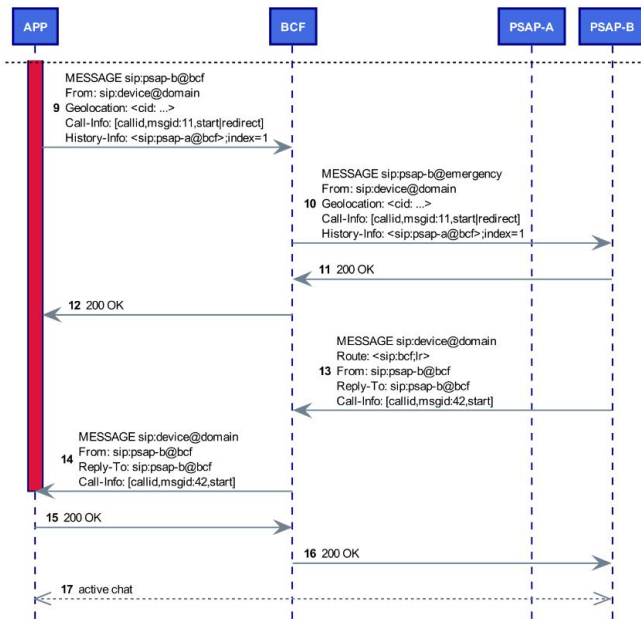 APP
BCF
PSAP-A
PSAP-B
MESSAGE sip:psap-b@bcf
From: sip:device@domain
9 Geolocation: <cid: ...>
Call-Info: [callid,msgid:11,start|redirect]
History-Info: <sip:psap-a@bcf>;index=1
MESSAGE sip:psap-b@emergency
From: sip:device@domain
10 Geolocation: <cid: ...>
Call-Info: [callid,msgid:11,start|redirect]
History-Info: <sip:psap-a@bcf>;index=1
11 200 OK
12 200 OK
MESSAGE sip:device@domain
Route: <sip:bcf;lr>
13 From: sip:psap-b@bcf
Reply-To: sip:psap-b@bcf
Call-Info: [callid,msgid:42,start]
MESSAGE sip:device@domain
14 From: sip:psap-b@bcf
Reply-To: sip:psap-b@bcf
Call-Info: [callid,msgid:42,start]
15 200 OK
16 200 OK
17 active chat